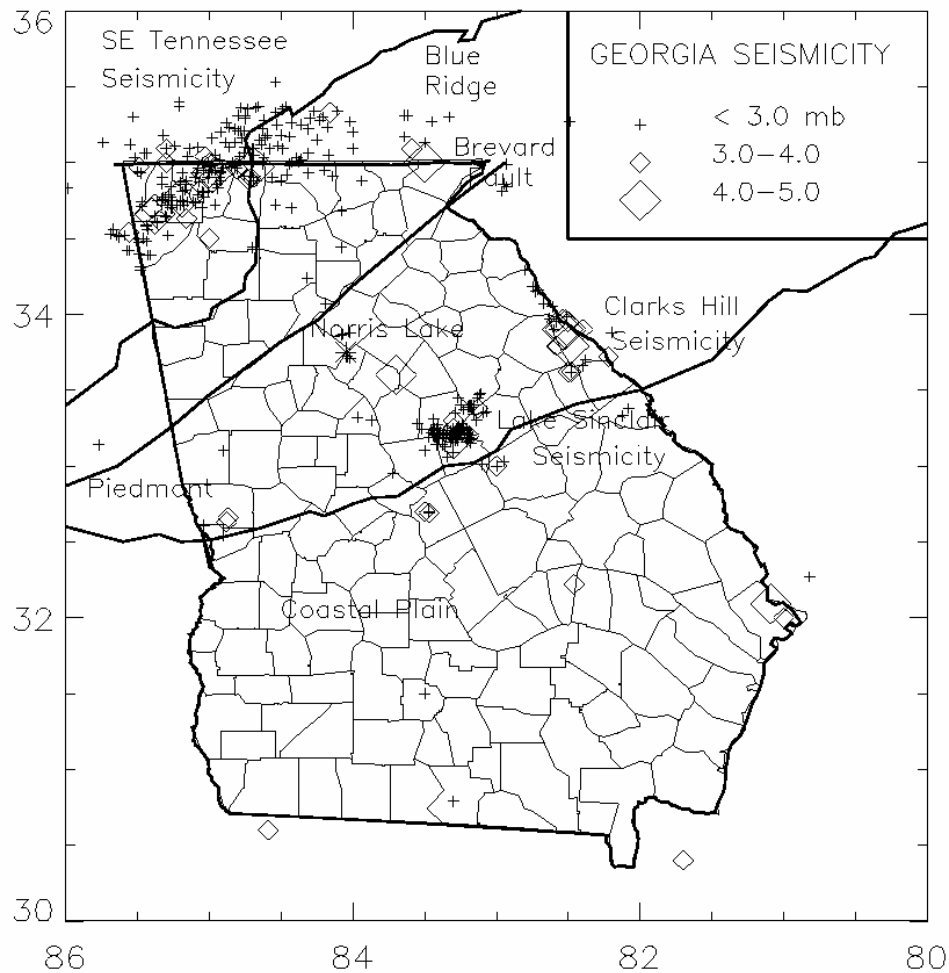 36
SE Tennessee
Seismicity
Blue
Ridge
GEORGIA SEISMICITY
< 3.0 mb
3.0-4.0
4.0-5.0
Brevard
Fault
34
Norris Lake
Clarks Hill
Seismicity
Lake Sinclair
Seismicity
Piedmont
32
Coastal Plain
30
86
84
82
80